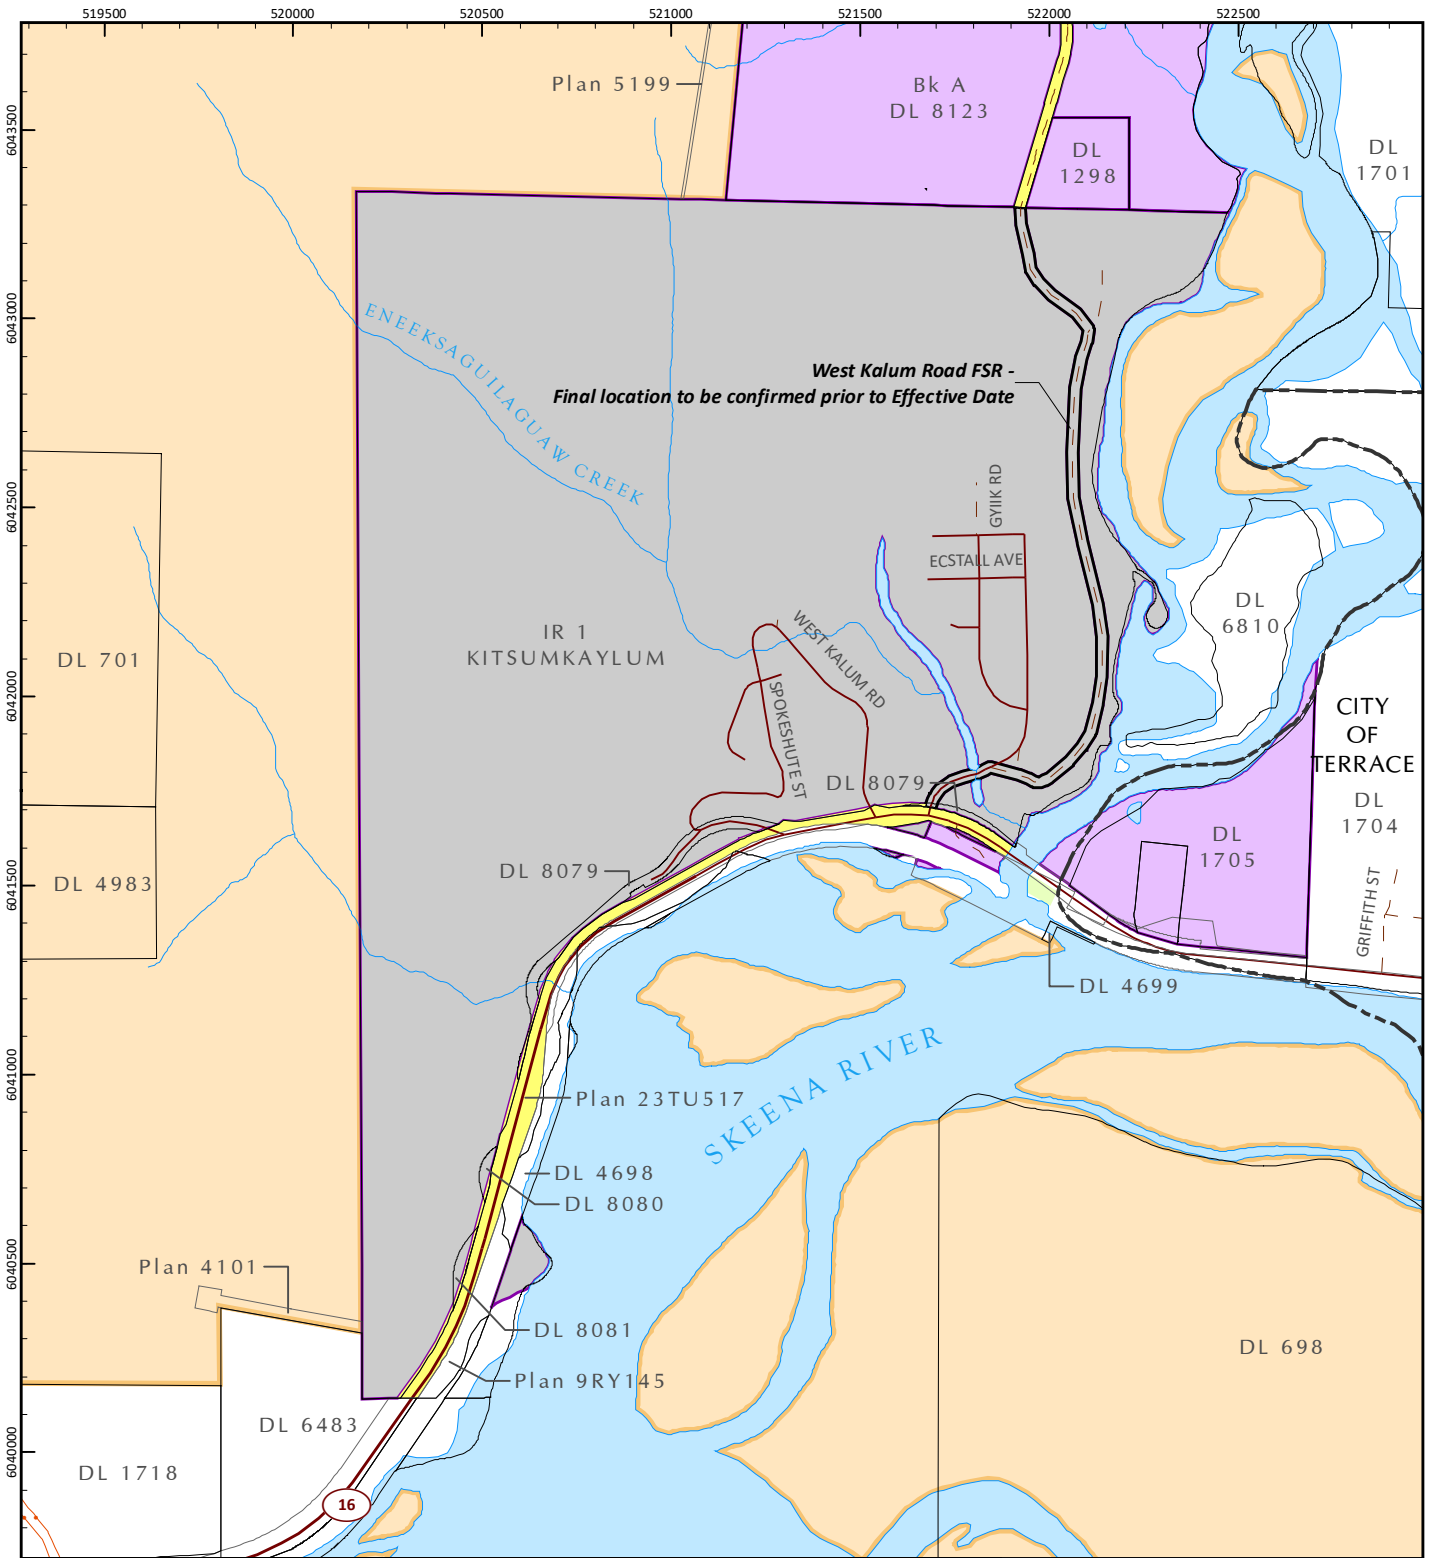 519500
520000
520500
521000
521500
522000
522500
6043500
6043000
6042500
6042000
6041500
6041000
6040500
6040000
Plan 5199
Bk A
DL 8123
DL
1298
DL
1701
ENEEKSAGUILAGUAW CREEK
West Kalum Road FSR -
Final location to be confirmed prior to Effective Date
GYIIK RD
ECSTALL AVE
DL
6810
IR 1
KITSUMKAYLUM
WEST KALUM RD
SPOKESHUTE ST
DL 701
CITY
OF
TERRACE
DL 8079
DL
1704
DL
1705
DL 8079
DL 4983
GRIFFITH ST
DL 4699
SKEENA RIVER
Plan 23TU517
DL 4698
DL 8080
Plan 4101
DL 8081
DL 698
Plan 9RY145
DL 6483
DL 1718
16